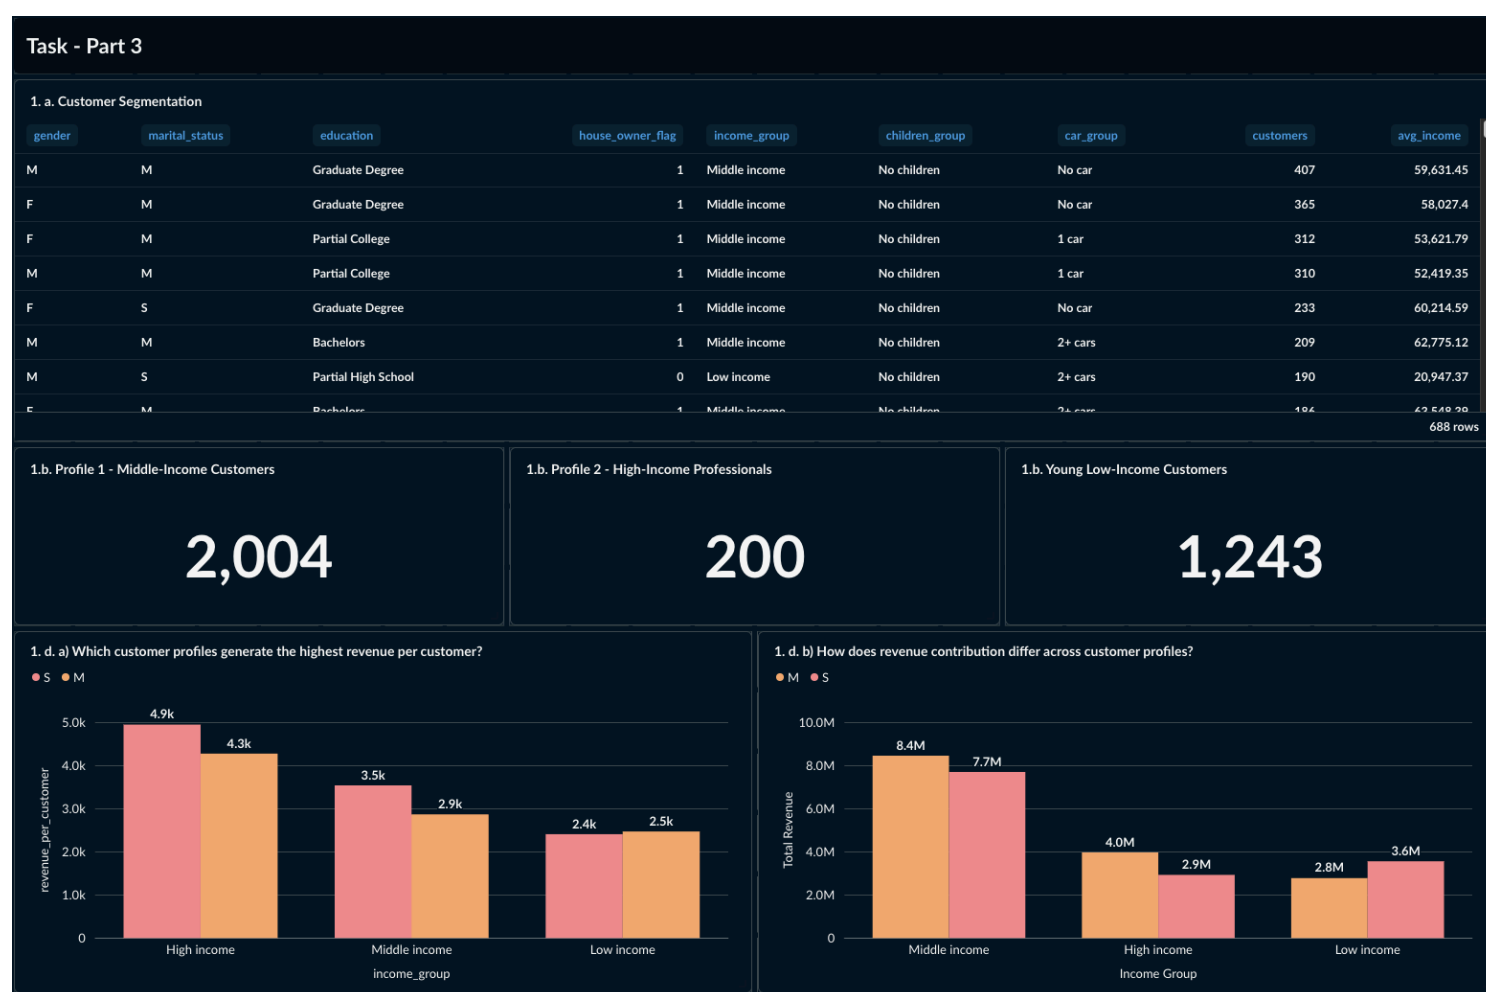 Task - Part 3
1. a. Customer Segmentation
gender marital_status education house_owner_flag income_group children_group car_group customers avg_income
M M Graduate Degree 1 Middle income No children No car 407 59,631.45
F M Graduate Degree 1 Middle income No children No car 365 58,027.4
F M Partial College 1 Middle income No children 1 car 312 53,621.79
M M Partial College 1 Middle income No children 1 car 310 52,419.35
F S Graduate Degree 1 Middle income No children No car 233 60,214.59
M M Bachelors 1 Middle income No children 2+ cars 209 62,775.12
M S Partial High School 0 Low income No children 2+ cars 190 20,947.37
F M Bachelors 1 Middle income No children 2+ cars 186
688 rows
1.b. Profile 1 - Middle-Income Customers
2,004
1.b. Profile 2 - High-Income Professionals
200
1.b. Young Low-Income Customers
1,243
1. d. a) Which customer profiles generate the highest revenue per customer?
S M
revenue_per_customer
5.0k
4.0k
3.0k
2.0k
1.0k
0
4.9k
4.3k
3.5k
2.9k
2.4k
2.5k
High income Middle income Low income
income_group
1. d. b) How does revenue contribution differ across customer profiles?
M S
Total Revenue
10.0M
8.0M
6.0M
4.0M
2.0M
0
8.4M
7.7M
4.0M
2.9M
2.8M
3.6M
Middle income High income Low income
Income Group